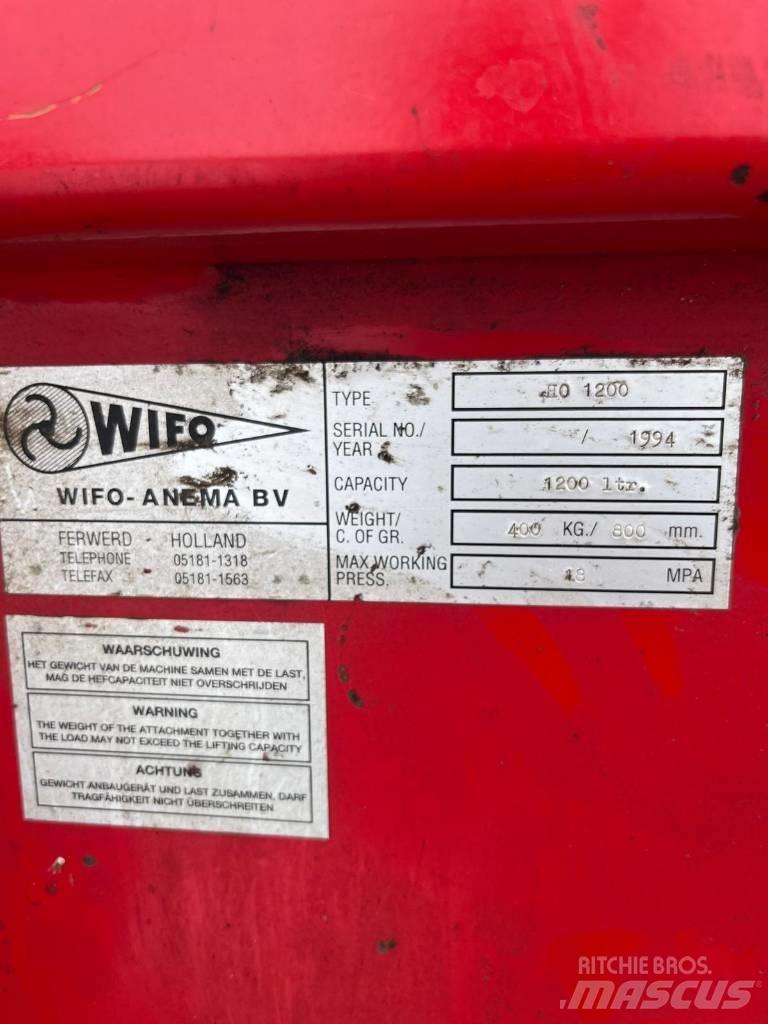 WIFO
WIFO-ANEMA BV
FERWERD - HOLLAND
TELEPHONE 05181-1318
TELEFAX 05181-1563
TYPE HO 1200
SERIAL NO./
YEAR / 1994
CAPACITY 1200 ltr.
WEIGHT/
C. OF GR. 400 KG./ 800 mm.
MAX WORKING
PRESS. 18 MPA
WAARSCHUWING
HET GEWICHT VAN DE MACHINE SAMEN MET DE LAST,
MAG DE HEFCAPACITEIT NIET OVERSCHRIJDEN
WARNING
THE WEIGHT OF THE ATTACHMENT TOGETHER WITH
THE LOAD MAY NOT EXCEED THE LIFTING CAPACITY
ACHTUNG
GEWICHT ANBAUGERÄT UND LAST ZUSAMMEN, DARF
TRAGFÄHIGKEIT NICHT ÜBERSCHREITEN
RITCHIE BROS.
MASCUS